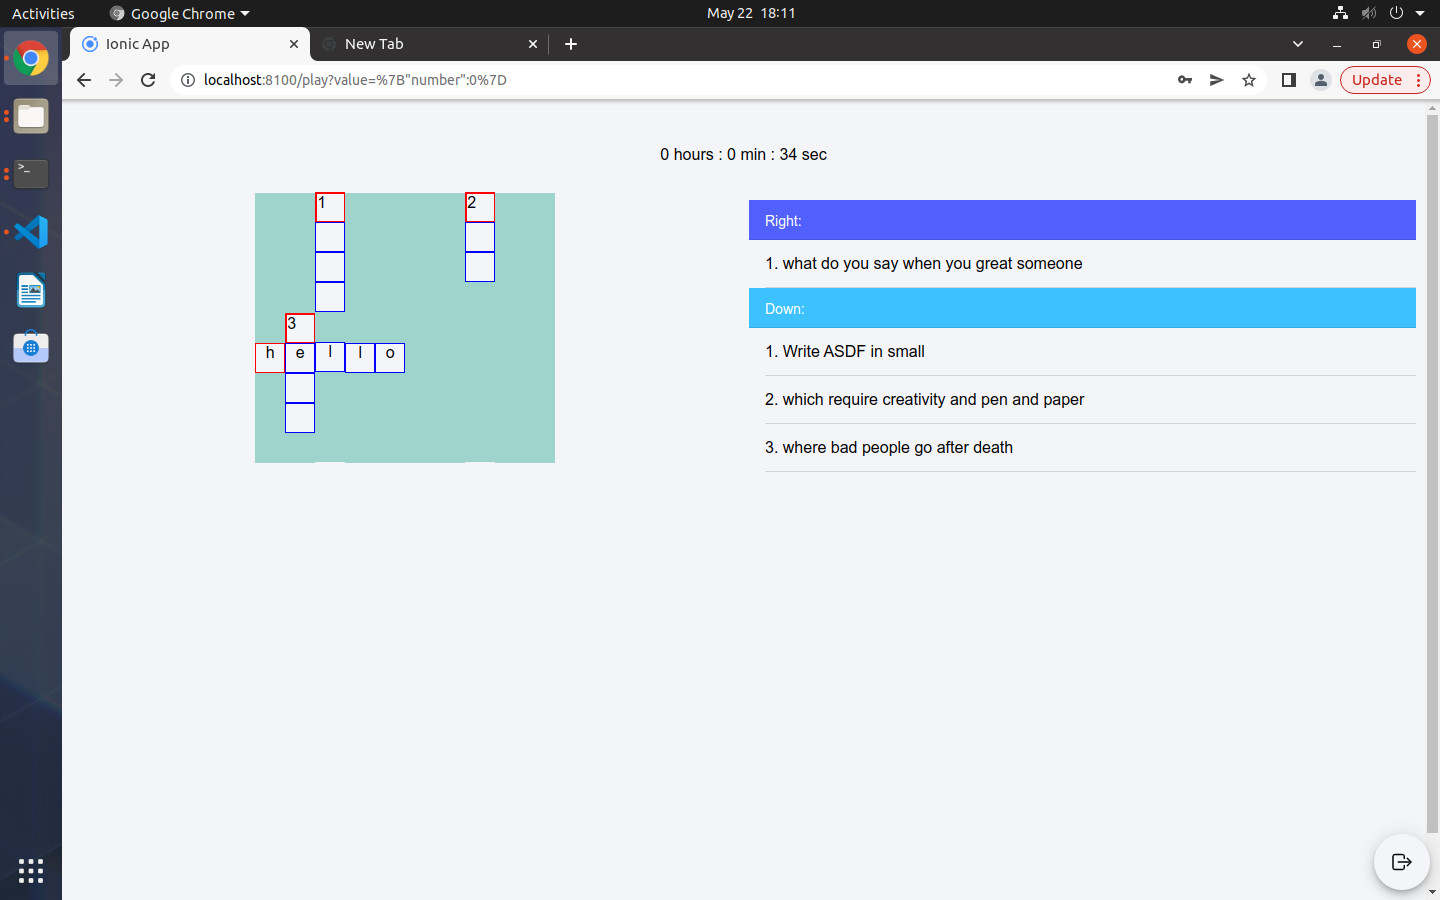 Activities Google Chrome May 22 18:11
Ionic App New Tab
localhost:8100/play?value=%7B"number":0%7D Update
0 hours : 0 min : 34 sec
1 2
3
h e l l o
Right:
1. what do you say when you great someone
Down:
1. Write ASDF in small
2. which require creativity and pen and paper
3. where bad people go after death